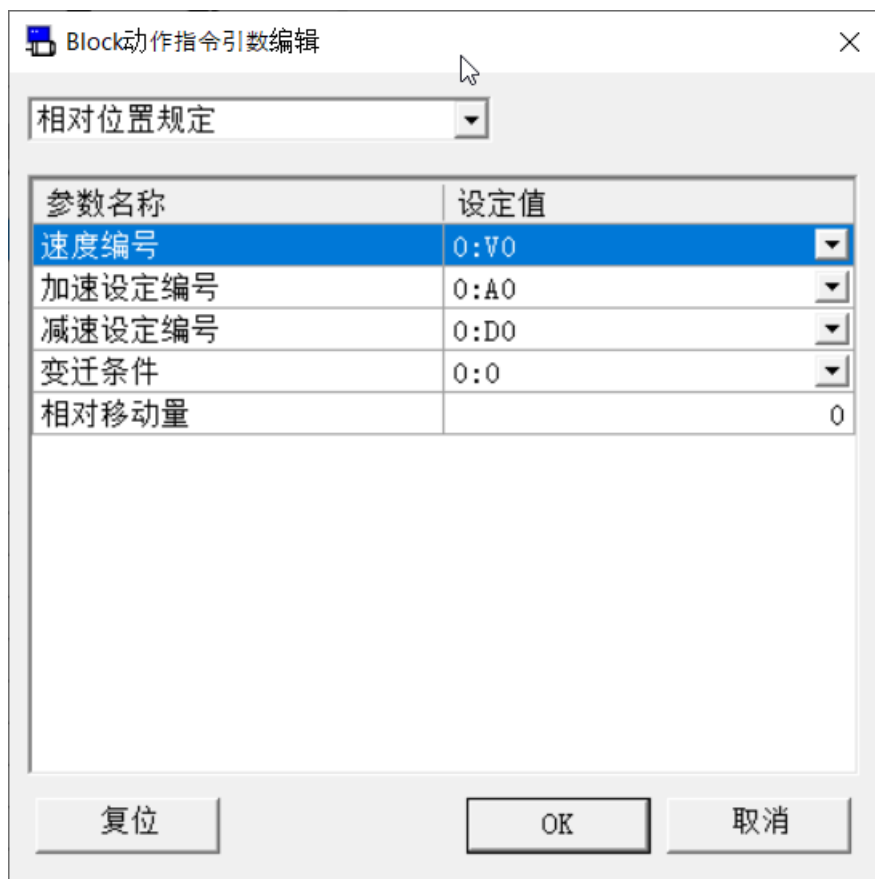 Block动作指令引数编辑
相对位置规定
参数名称 设定值
速度编号 0:V0
加速设定编号 0:A0
减速设定编号 0:D0
变迁条件 0:0
相对移动量 0
复位 OK 取消